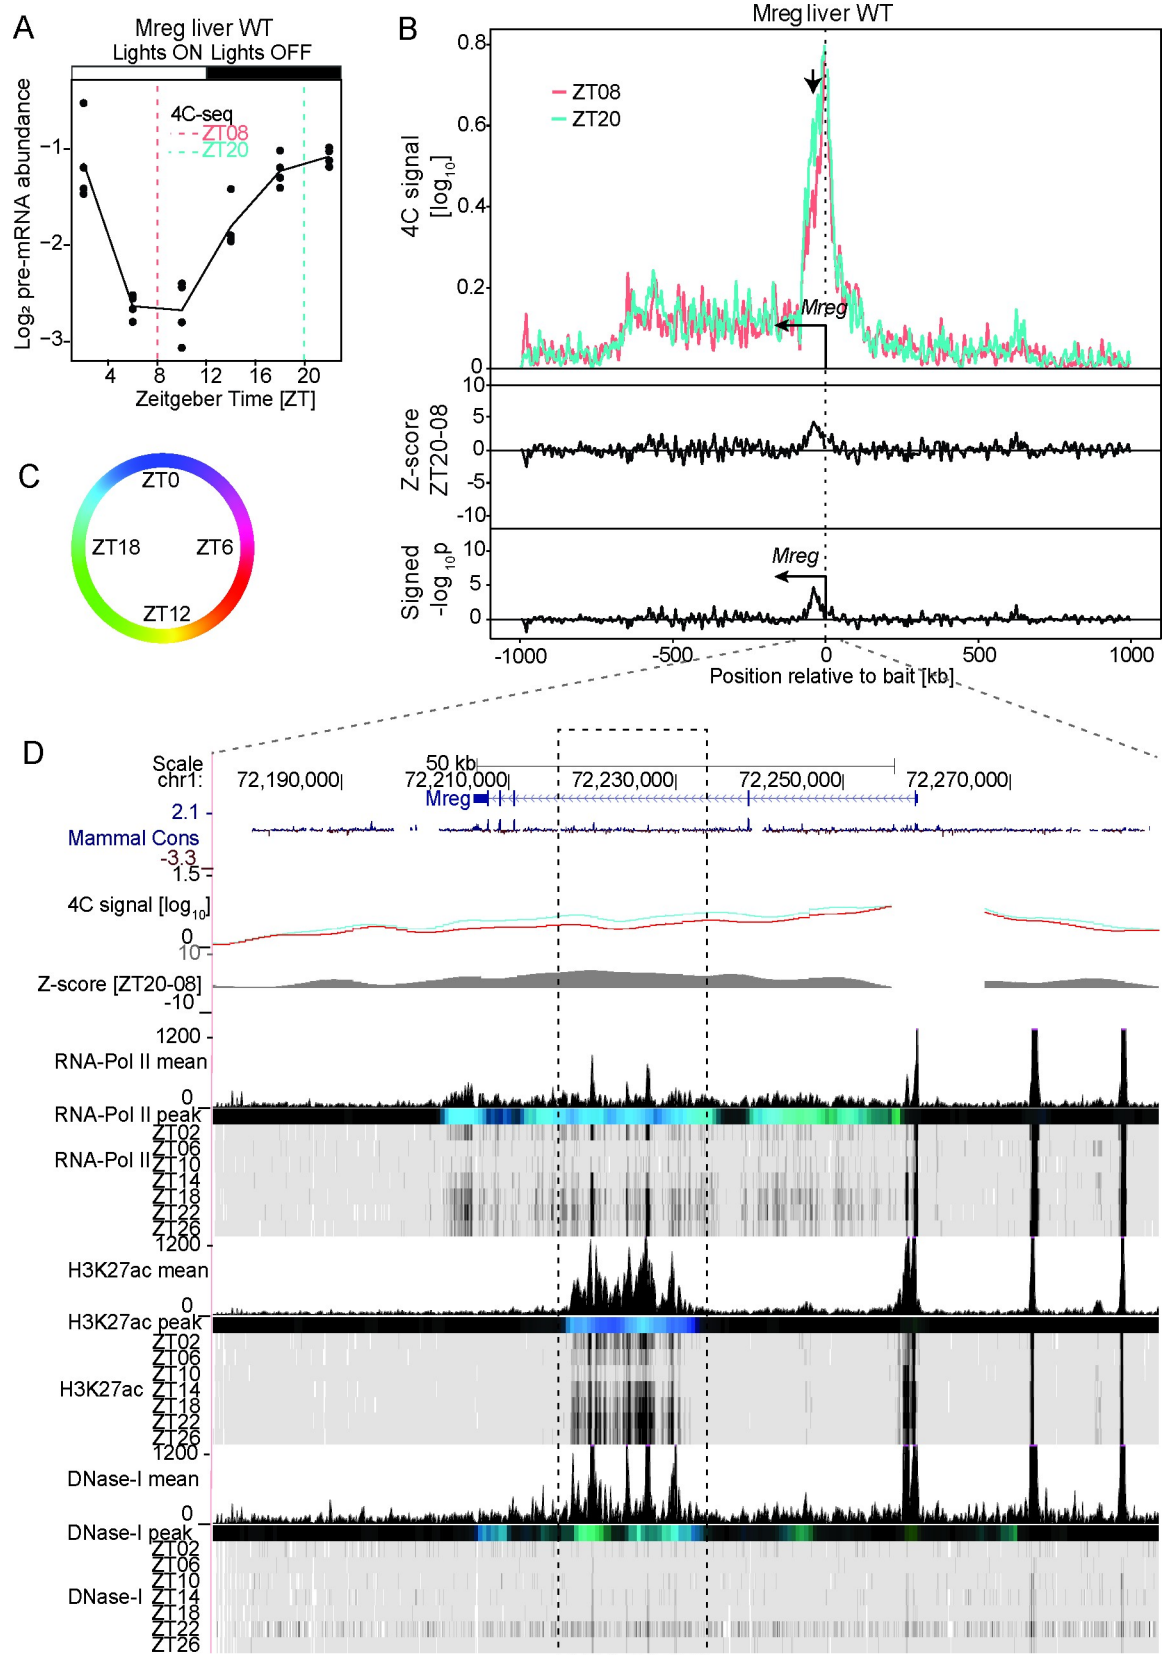 A
Mreg liver WT
Lights ON Lights OFF
Log₂ pre-mRNA abundance
−1
−2
−3
4C-seq
ZT08
ZT20
4 8 12 16 20
Zeitgeber Time [ZT]
B
Mreg liver WT
4C signal
[log₁₀]
0.8
0.6
0.4
0.2
0
ZT08
ZT20
Mreg
Z-score
ZT20-08
10
5
0
-5
-10
Signed
-log₁₀p
10
5
0
Mreg
-1000 -500 0 500 1000
Position relative to bait [kb]
C
ZT0
ZT18 ZT6
ZT12
D
Scale 50 kb
chr1: 72,190,000 72,210,000 72,230,000 72,250,000 72,270,000
Mreg
2.1
Mammal Cons
-3.3
1.5
4C signal [log₁₀]
0
10
Z-score [ZT20-08]
-10
1200
RNA-Pol II mean
0
RNA-Pol II peak
ZT02
ZT06
RNA-Pol II
ZT10
ZT14
ZT18
ZT22
ZT26
1200
H3K27ac mean
0
H3K27ac peak
ZT02
ZT06
ZT10
H3K27ac ZT14
ZT18
ZT22
ZT26
1200
DNase-I mean
0
DNase-I peak
ZT02
ZT06
ZT10
DNase-I ZT14
ZT18
ZT22
ZT26